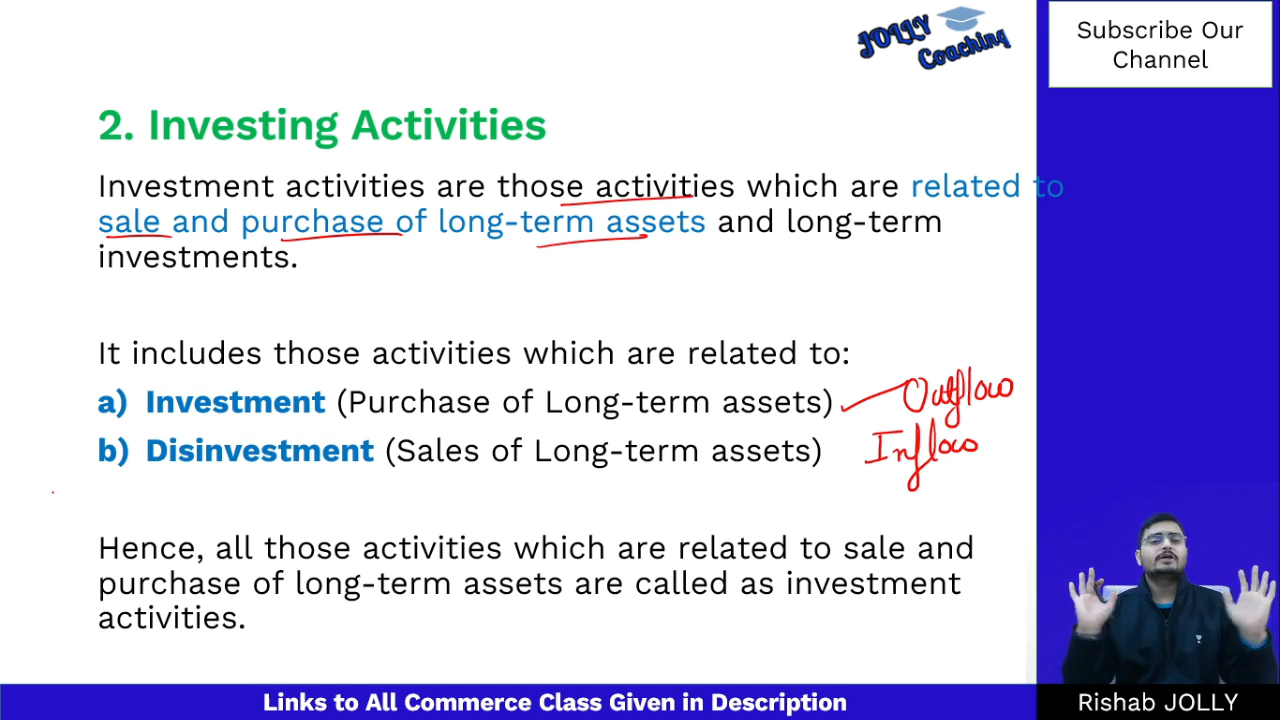 JOLLY
Coaching
Subscribe Our
Channel
2. Investing Activities
Investment activities are those activities which are related to
sale and purchase of long-term assets and long-term
investments.
It includes those activities which are related to:
a) Investment (Purchase of Long-term assets) Outflow
b) Disinvestment (Sales of Long-term assets) Inflow
Hence, all those activities which are related to sale and
purchase of long-term assets are called as investment
activities.
Links to All Commerce Class Given in Description
Rishab JOLLY